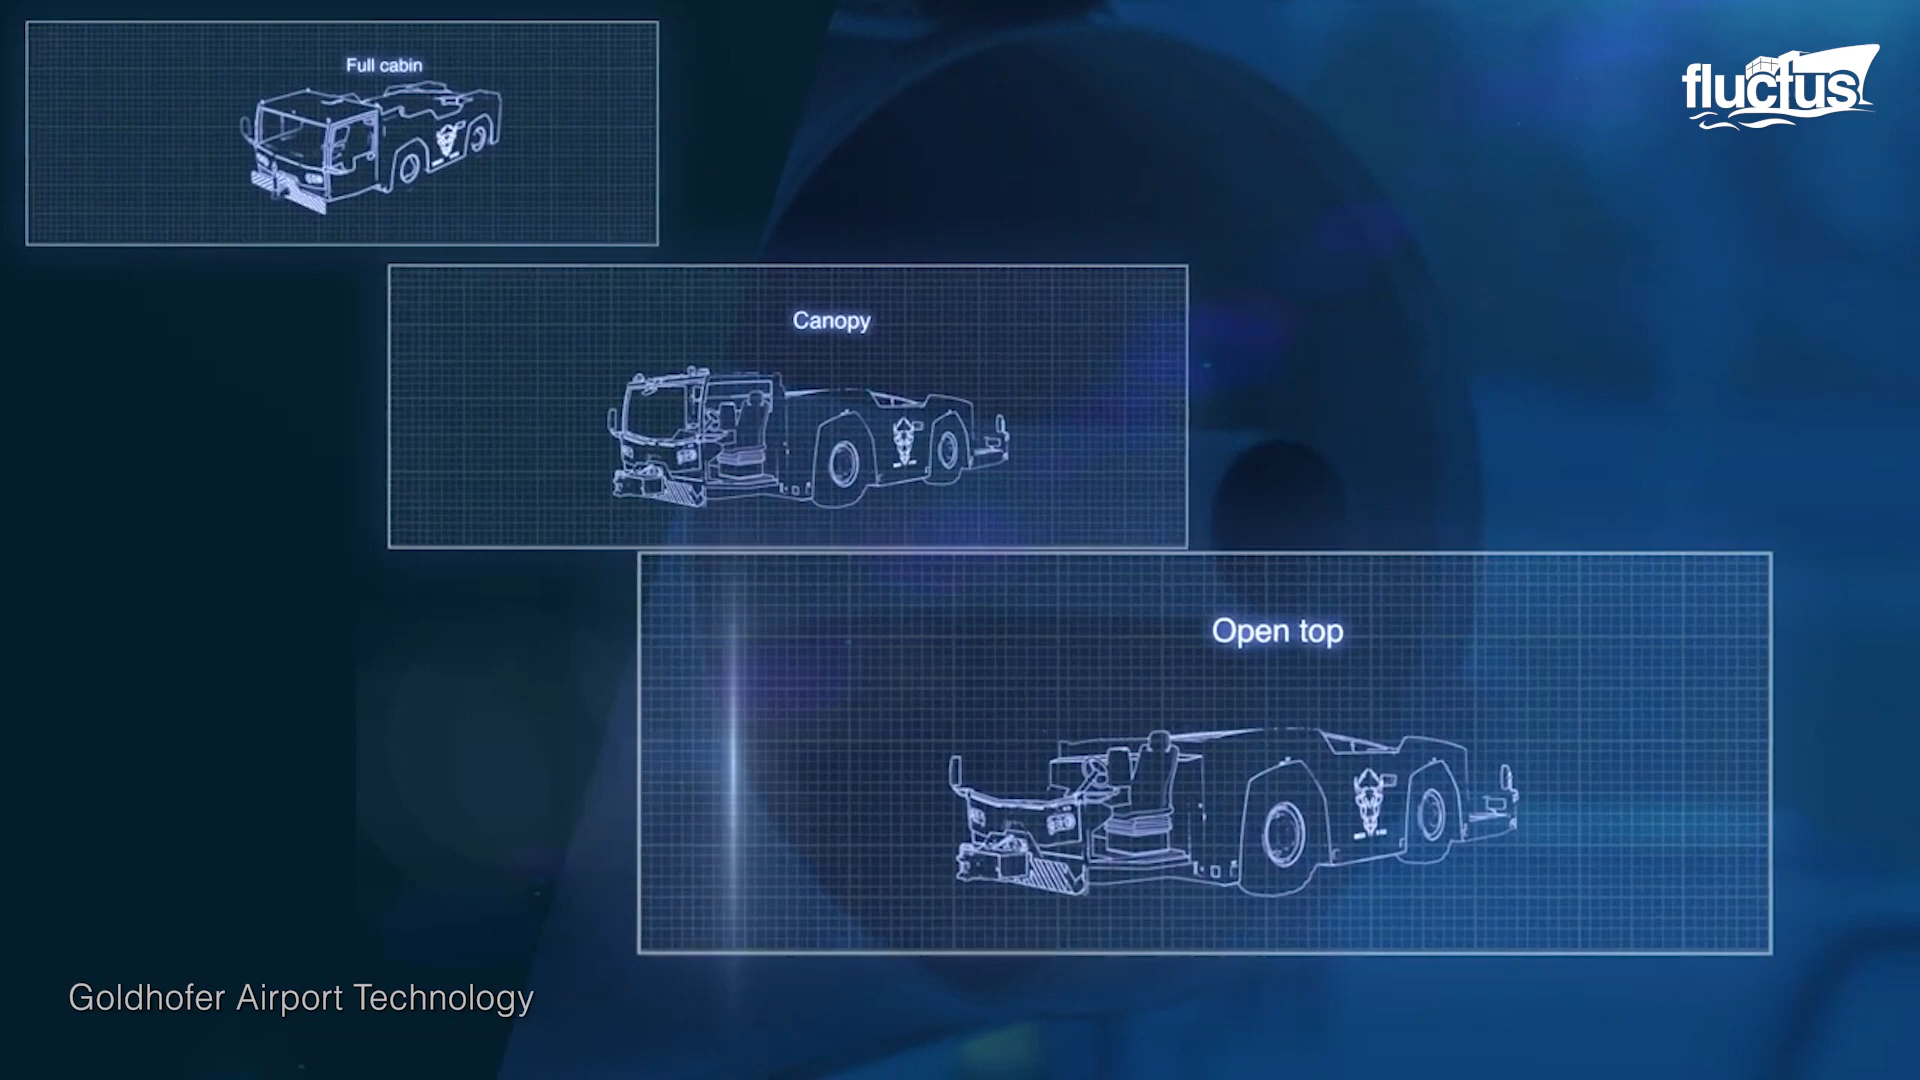 Full cabin
fluctus
Canopy
Open top
Goldhofer Airport Technology